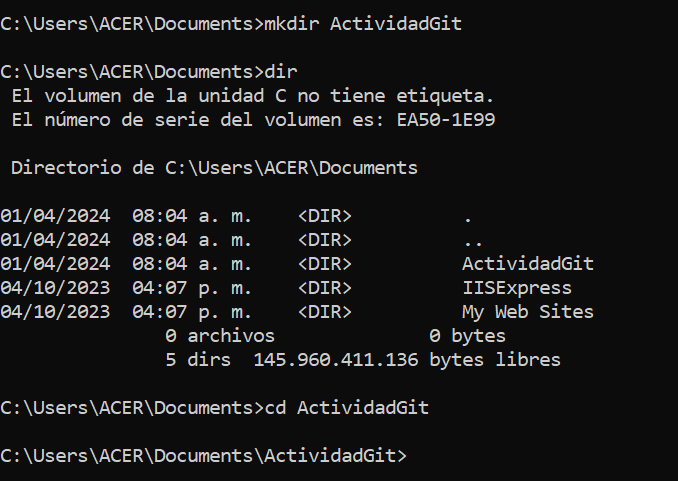 C:\Users\ACER\Documents>mkdir ActividadGit
C:\Users\ACER\Documents>dir
 El volumen de la unidad C no tiene etiqueta.
 El número de serie del volumen es: EA50-1E99
 Directorio de C:\Users\ACER\Documents
01/04/2024  08:04 a. m.    <DIR>          .
01/04/2024  08:04 a. m.    <DIR>          ..
01/04/2024  08:04 a. m.    <DIR>          ActividadGit
04/10/2023  04:07 p. m.    <DIR>          IISExpress
04/10/2023  04:07 p. m.    <DIR>          My Web Sites
               0 archivos              0 bytes
               5 dirs  145.960.411.136 bytes libres
C:\Users\ACER\Documents>cd ActividadGit
C:\Users\ACER\Documents\ActividadGit>